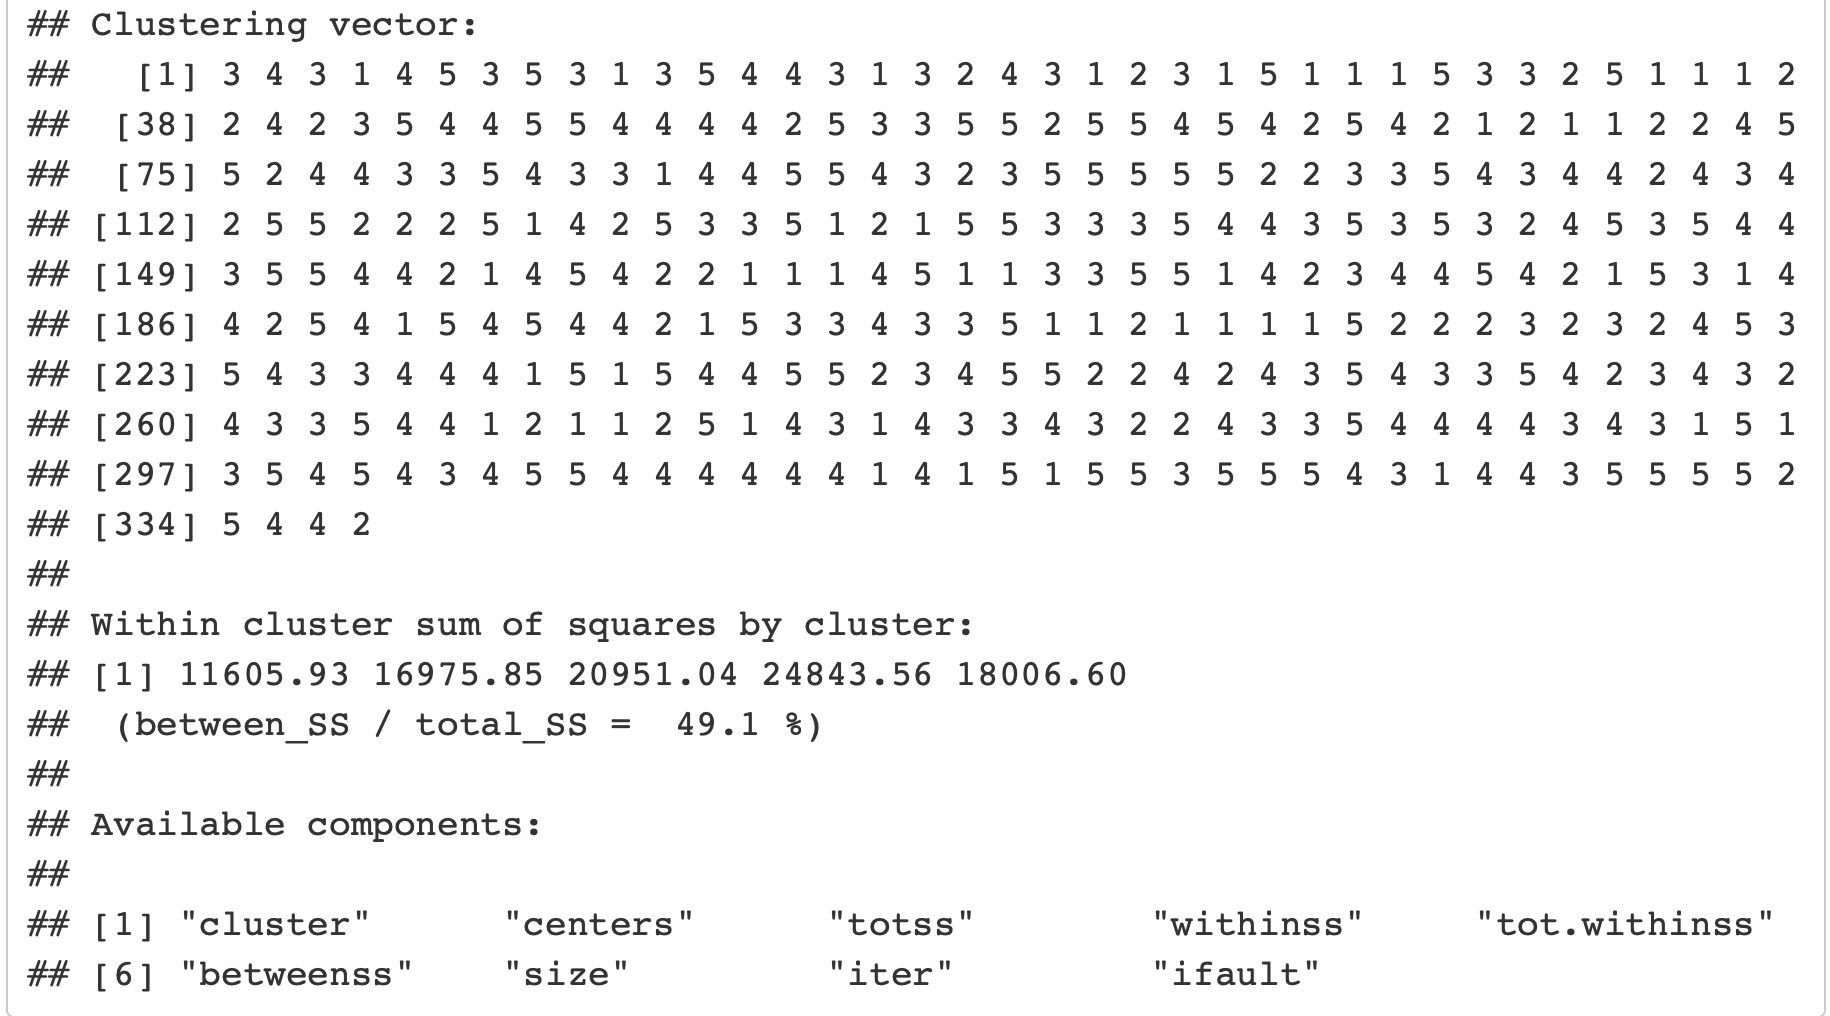 ## Clustering vector:
##   [1] 3 4 3 1 4 5 3 5 3 1 3 5 4 4 3 1 3 2 4 3 1 2 3 1 5 1 1 1 5 3 3 2 5 1 1 1 2
##  [38] 2 4 2 3 5 4 4 5 5 4 4 4 4 2 5 3 3 5 5 2 5 5 4 5 4 2 5 4 2 1 2 1 1 2 2 4 5
##  [75] 5 2 4 4 3 3 5 4 3 3 1 4 4 5 5 4 3 2 3 5 5 5 5 5 2 2 3 3 5 4 3 4 4 2 4 3 4
## [112] 2 5 5 2 2 2 5 1 4 2 5 3 3 5 1 2 1 5 5 3 3 3 5 4 4 3 5 3 5 3 2 4 5 3 5 4 4
## [149] 3 5 5 4 4 2 1 4 5 4 2 2 1 1 1 4 5 1 1 3 3 5 5 1 4 2 3 4 4 5 4 2 1 5 3 1 4
## [186] 4 2 5 4 1 5 4 5 4 4 2 1 5 3 3 4 3 3 5 1 1 2 1 1 1 1 5 2 2 2 3 2 3 2 4 5 3
## [223] 5 4 3 3 4 4 4 1 5 1 5 4 4 5 5 2 3 4 5 5 2 2 4 2 4 3 5 4 3 3 5 4 2 3 4 3 2
## [260] 4 3 3 5 4 4 1 2 1 1 2 5 1 4 3 1 4 3 3 4 3 2 2 4 3 3 5 4 4 4 4 3 4 3 1 5 1
## [297] 3 5 4 5 4 3 4 5 5 4 4 4 4 4 4 1 4 1 5 1 5 5 3 5 5 5 4 3 1 4 4 3 5 5 5 5 2
## [334] 5 4 4 2
##
## Within cluster sum of squares by cluster:
## [1] 11605.93 16975.85 20951.04 24843.56 18006.60
##  (between_SS / total_SS =  49.1 %)
##
## Available components:
##
## [1] "cluster"      "centers"      "totss"        "withinss"     "tot.withinss"
## [6] "betweenss"    "size"         "iter"         "ifault"